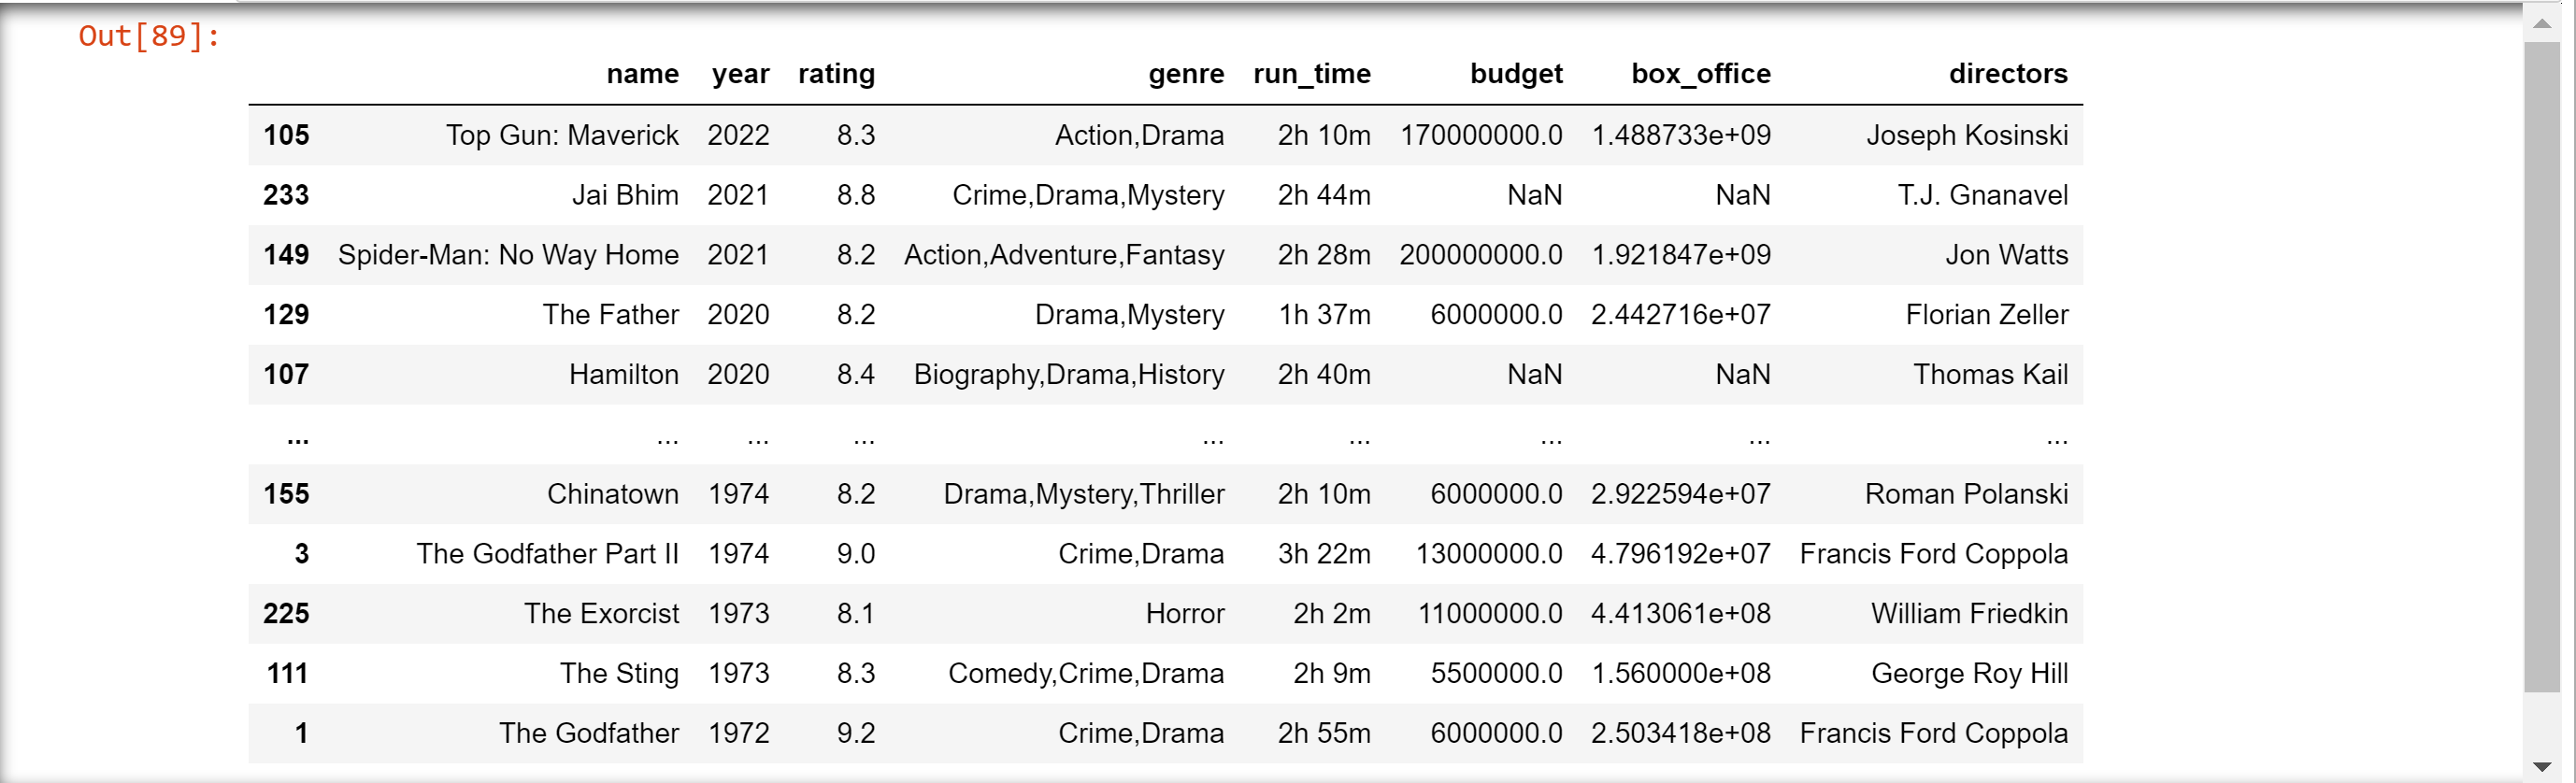 Out[89]:
name year rating genre run_time budget box_office directors
105 Top Gun: Maverick 2022 8.3 Action,Drama 2h 10m 170000000.0 1.488733e+09 Joseph Kosinski
233 Jai Bhim 2021 8.8 Crime,Drama,Mystery 2h 44m NaN NaN T.J. Gnanavel
149 Spider-Man: No Way Home 2021 8.2 Action,Adventure,Fantasy 2h 28m 200000000.0 1.921847e+09 Jon Watts
129 The Father 2020 8.2 Drama,Mystery 1h 37m 6000000.0 2.442716e+07 Florian Zeller
107 Hamilton 2020 8.4 Biography,Drama,History 2h 40m NaN NaN Thomas Kail
... ... ... ... ... ... ... ... ...
155 Chinatown 1974 8.2 Drama,Mystery,Thriller 2h 10m 6000000.0 2.922594e+07 Roman Polanski
3 The Godfather Part II 1974 9.0 Crime,Drama 3h 22m 13000000.0 4.796192e+07 Francis Ford Coppola
225 The Exorcist 1973 8.1 Horror 2h 2m 11000000.0 4.413061e+08 William Friedkin
111 The Sting 1973 8.3 Comedy,Crime,Drama 2h 9m 5500000.0 1.560000e+08 George Roy Hill
1 The Godfather 1972 9.2 Crime,Drama 2h 55m 6000000.0 2.503418e+08 Francis Ford Coppola